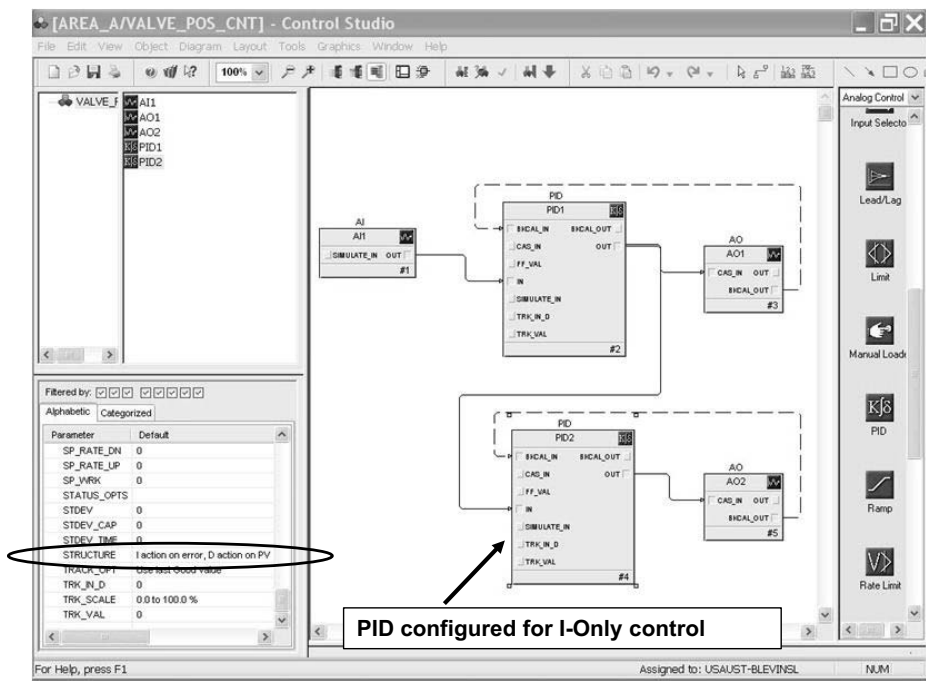 [AREA_A/VALVE_POS_CNT] - Control Studio
File Edit View Object Diagram Layout Tools Graphics Window Help
100%
VALVE_F
AI1
AO1
AO2
PID1
PID2
Filtered by:
Alphabetic Categorized
Parameter Default
SP_RATE_DN 0
SP_RATE_UP 0
SP_WRK 0
STATUS_OPTS
STDEV 0
STDEV_CAP 0
STDEV_TIME 0
STRUCTURE I action on error, D action on PV
TRACK_OPT Use last Good value
TRK_IN_D 0
TRK_SCALE 0.0 to 100.0 %
TRK_VAL 0
AI
AI1
SIMULATE_IN OUT
#1
PID
PID1
BKCAL_IN BKCAL_OUT
CAS_IN OUT
FF_VAL
IN
SIMULATE_IN
TRK_IN_D
TRK_VAL
#2
AO
AO1
CAS_IN OUT
BKCAL_OUT
#3
PID
PID2
BKCAL_IN BKCAL_OUT
CAS_IN OUT
FF_VAL
IN
SIMULATE_IN
TRK_IN_D
TRK_VAL
#4
AO
AO2
CAS_IN OUT
BKCAL_OUT
#5
PID configured for I-Only control
Analog Control
Input Selecto
Lead/Lag
Limit
Manual Loade
PID
Ramp
Rate Limit
For Help, press F1
Assigned to: USAUST-BLEVINSL
NUM